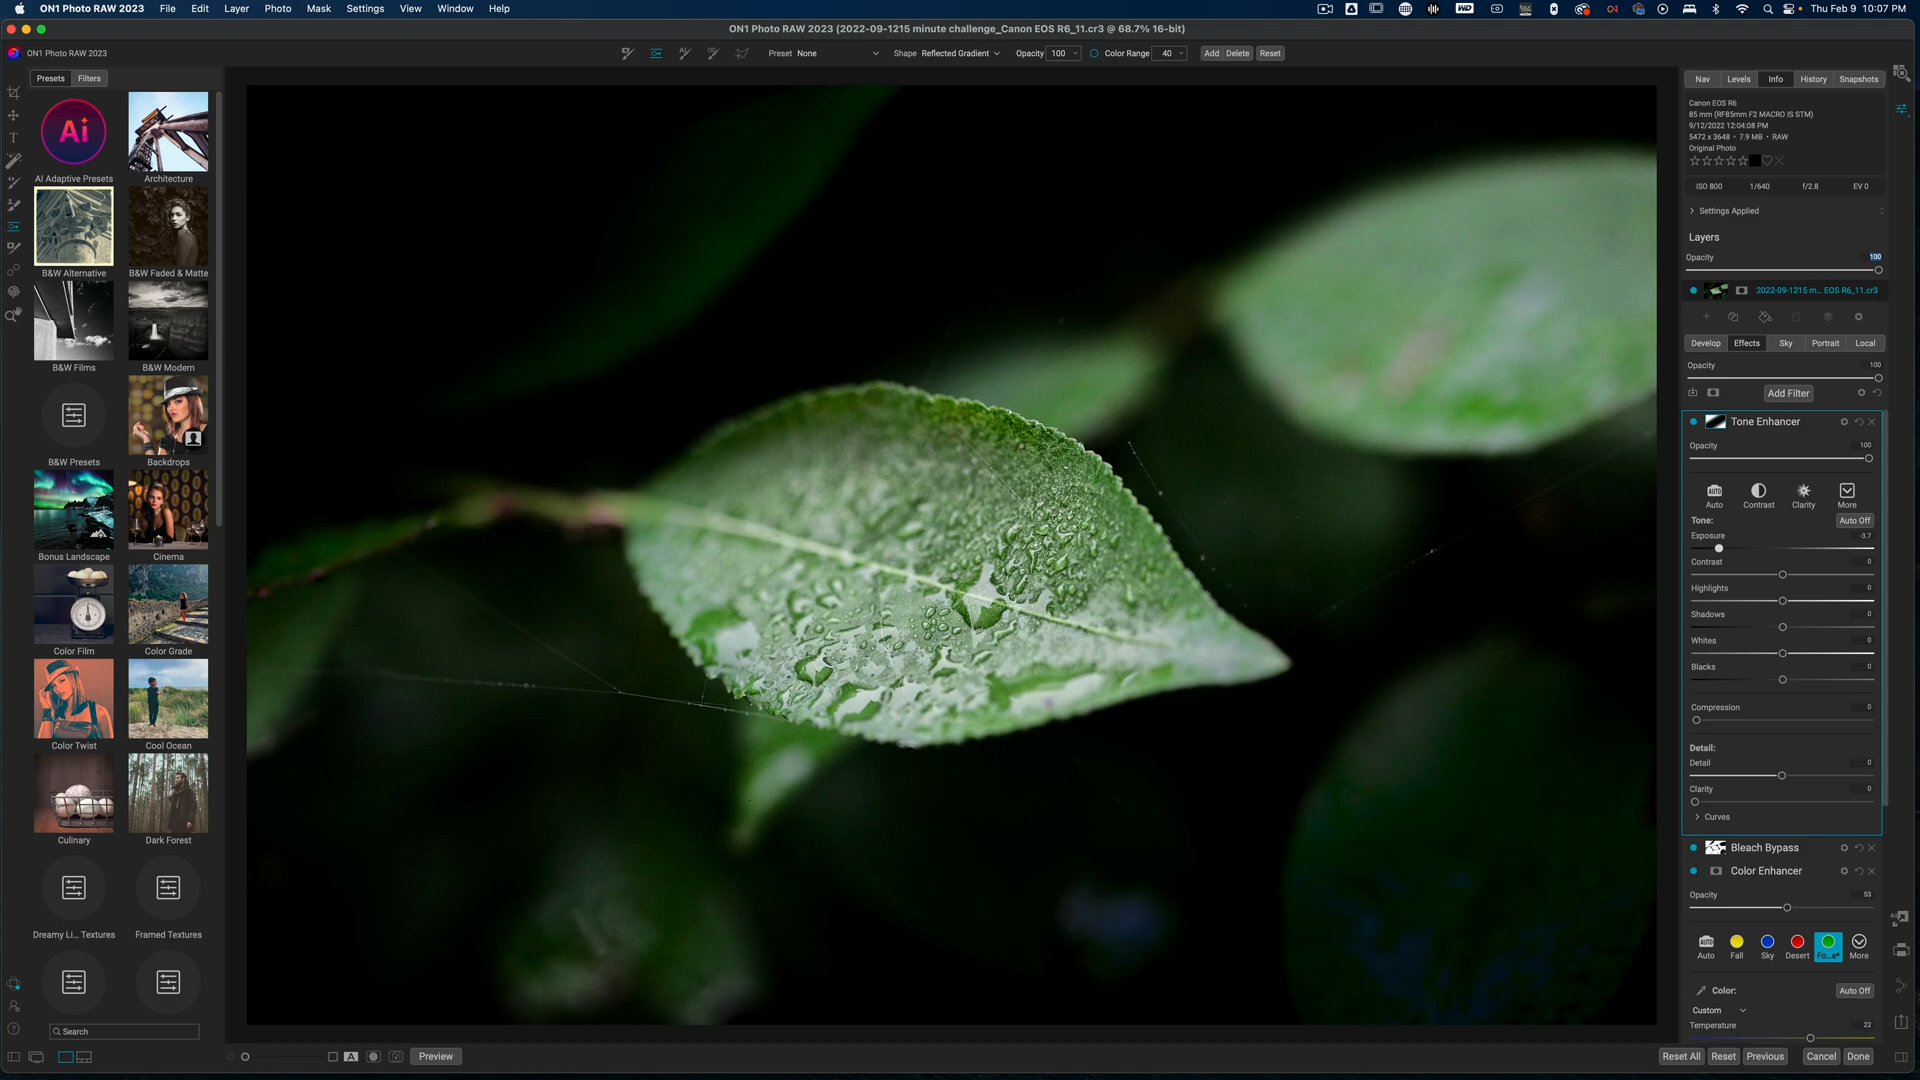 ON1 Photo RAW 2023 File Edit Layer Photo Mask Settings View Window Help
Thu Feb 9 10:07 PM
ON1 Photo RAW 2023 (2022-09-1215 minute challenge_Canon EOS R6_11.cr3 @ 68.7% 16-bit)
ON1 Photo RAW 2023
Preset None Shape Reflected Gradient Opacity 100 Color Range 40 Add Delete Reset
Presets Filters
Ai
AI Adaptive Presets Architecture
B&W Alternative B&W Faded & Matte
B&W Films B&W Modern
B&W Presets Backdrops
Bonus Landscape Cinema
Color Film Color Grade
Color Twist Cool Ocean
Culinary Dark Forest
Dreamy Li... Textures Framed Textures
Search
Preview
Nav Levels Info History Snapshots
Canon EOS R6
85 mm (RF85mm F2 MACRO IS STM)
9/12/2022 12:04:08 PM
5472 x 3648 • 7.9 MB • RAW
Original Photo
ISO 800 1/640 f/2.8 EV 0
Settings Applied
Layers
Opacity 100
2022-09-1215 m... EOS R6_11.cr3
Develop Effects Sky Portrait Local
Opacity 100
Add Filter
Tone Enhancer
Opacity 100
AUTO
Auto Contrast Clarity More
Tone: Auto Off
Exposure -3.7
Contrast 0
Highlights 0
Shadows 0
Whites 0
Blacks 0
Compression 0
Detail:
Detail 0
Clarity 0
Curves
Bleach Bypass
Color Enhancer
Opacity 53
AUTO
Auto Fall Sky Desert Fo...e* More
Color: Auto Off
Custom
Temperature 22
Reset All Reset Previous Cancel Done